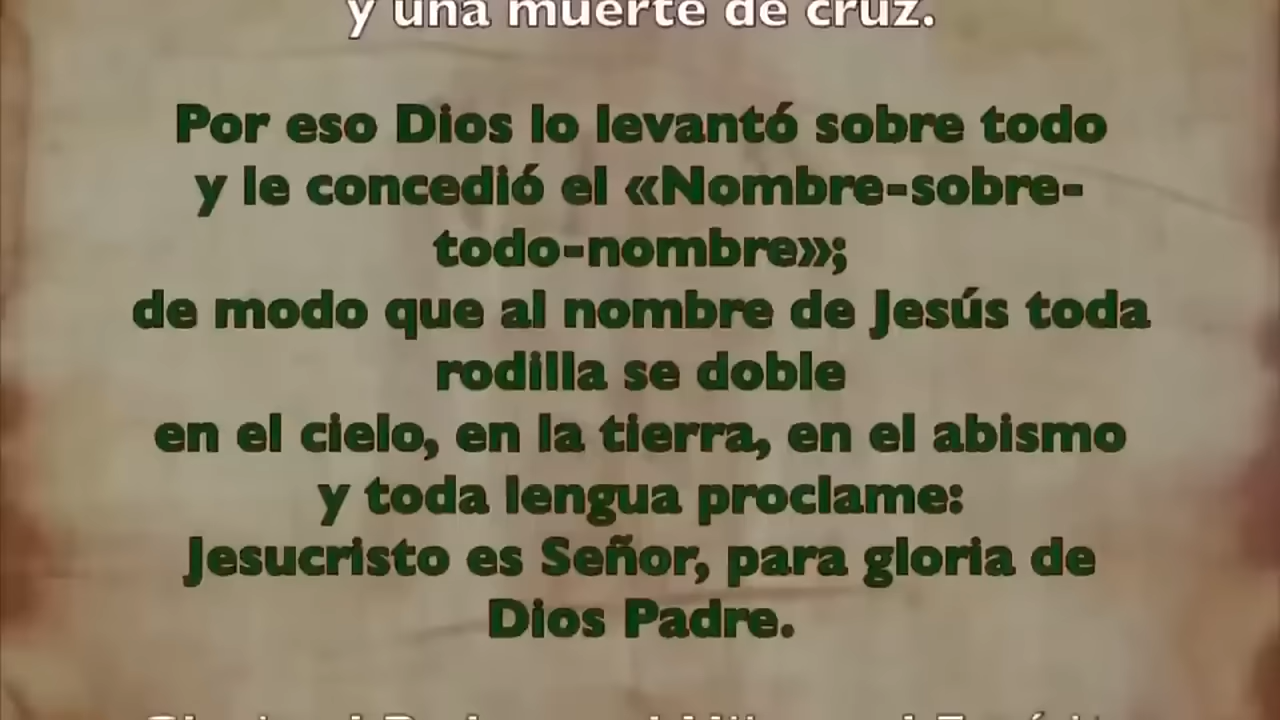 y una muerte de cruz.
Por eso Dios lo levantó sobre todo
y le concedió el «Nombre-sobre-
todo-nombre»;
de modo que al nombre de Jesús toda
rodilla se doble
en el cielo, en la tierra, en el abismo
y toda lengua proclame:
Jesucristo es Señor, para gloria de
Dios Padre.